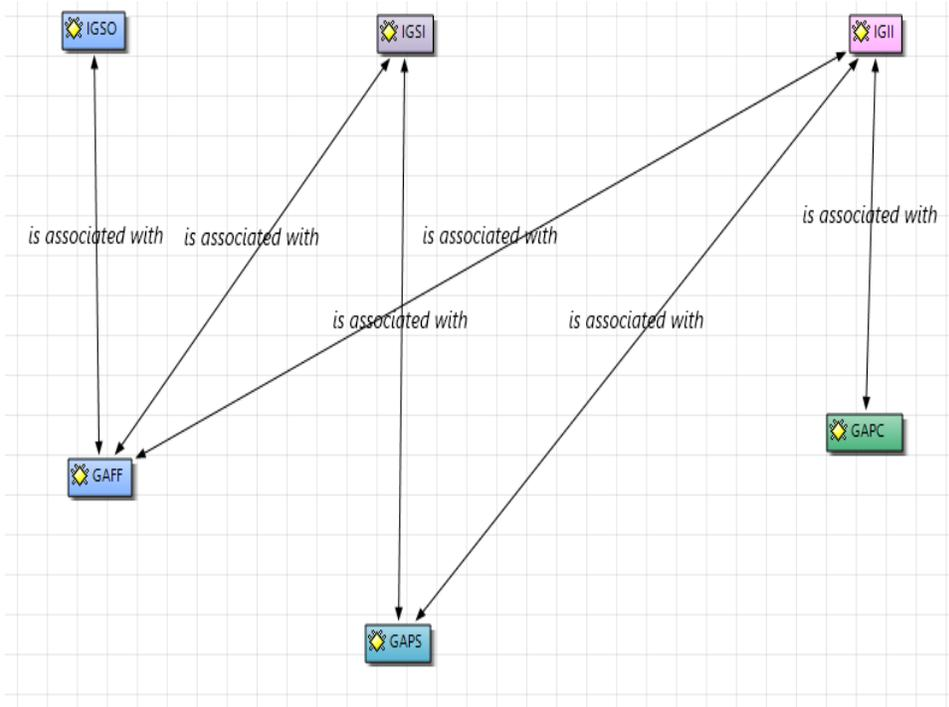 IGSO
IGSI
IGII
is associated with
is associated with
is associated with
is associated with
is associated with
is associated with
GAPC
GAFF
GAPS